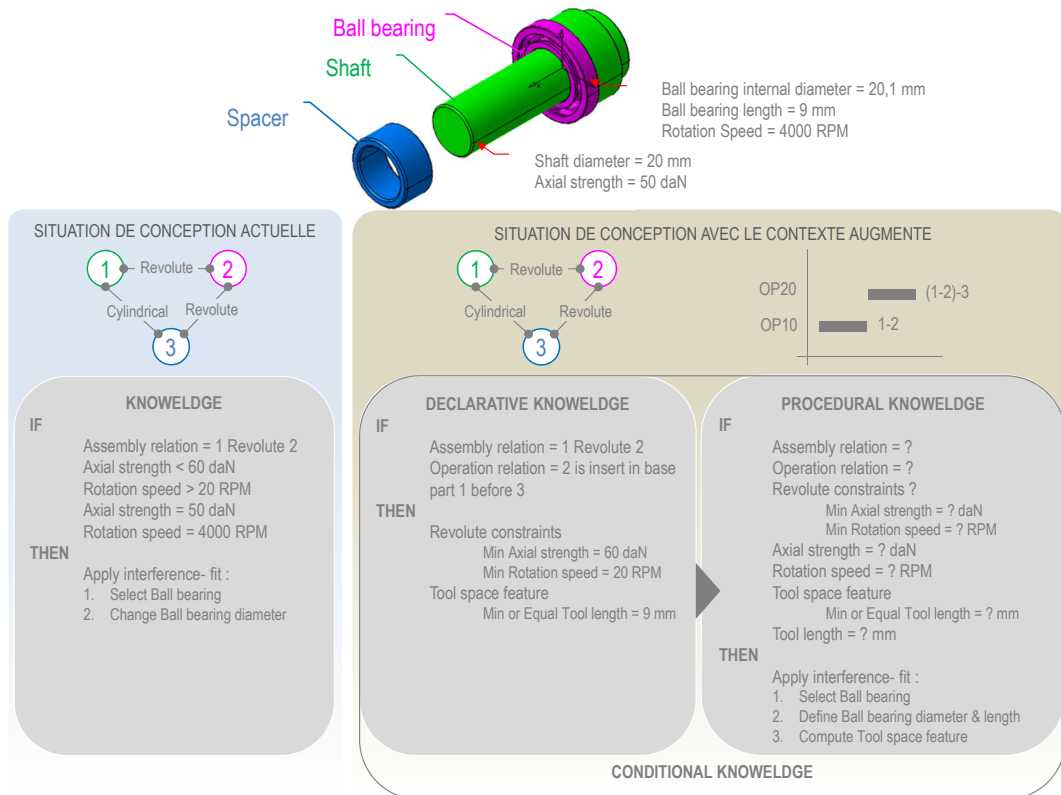 Ball bearing
Shaft
Spacer
Ball bearing internal diameter = 20,1 mm
Ball bearing length = 9 mm
Rotation Speed = 4000 RPM
Shaft diameter = 20 mm
Axial strength = 50 daN
SITUATION DE CONCEPTION ACTUELLE
1 Revolute 2
Cylindrical Revolute
3
KNOWELDGE
IF
Assembly relation = 1 Revolute 2
Axial strength < 60 daN
Rotation speed > 20 RPM
Axial strength = 50 daN
Rotation speed = 4000 RPM
THEN
Apply interference- fit :
1. Select Ball bearing
2. Change Ball bearing diameter
SITUATION DE CONCEPTION AVEC LE CONTEXTE AUGMENTE
1 Revolute 2
Cylindrical Revolute
3
OP20 (1-2)-3
OP10 1-2
DECLARATIVE KNOWELDGE
IF
Assembly relation = 1 Revolute 2
Operation relation = 2 is insert in base
part 1 before 3
THEN
Revolute constraints
Min Axial strength = 60 daN
Min Rotation speed = 20 RPM
Tool space feature
Min or Equal Tool length = 9 mm
PROCEDURAL KNOWELDGE
IF
Assembly relation = ?
Operation relation = ?
Revolute constraints ?
Min Axial strength = ? daN
Min Rotation speed = ? RPM
Axial strength = ? daN
Rotation speed = ? RPM
Tool space feature
Min or Equal Tool length = ? mm
Tool length = ? mm
THEN
Apply interference- fit :
1. Select Ball bearing
2. Define Ball bearing diameter & length
3. Compute Tool space feature
CONDITIONAL KNOWELDGE